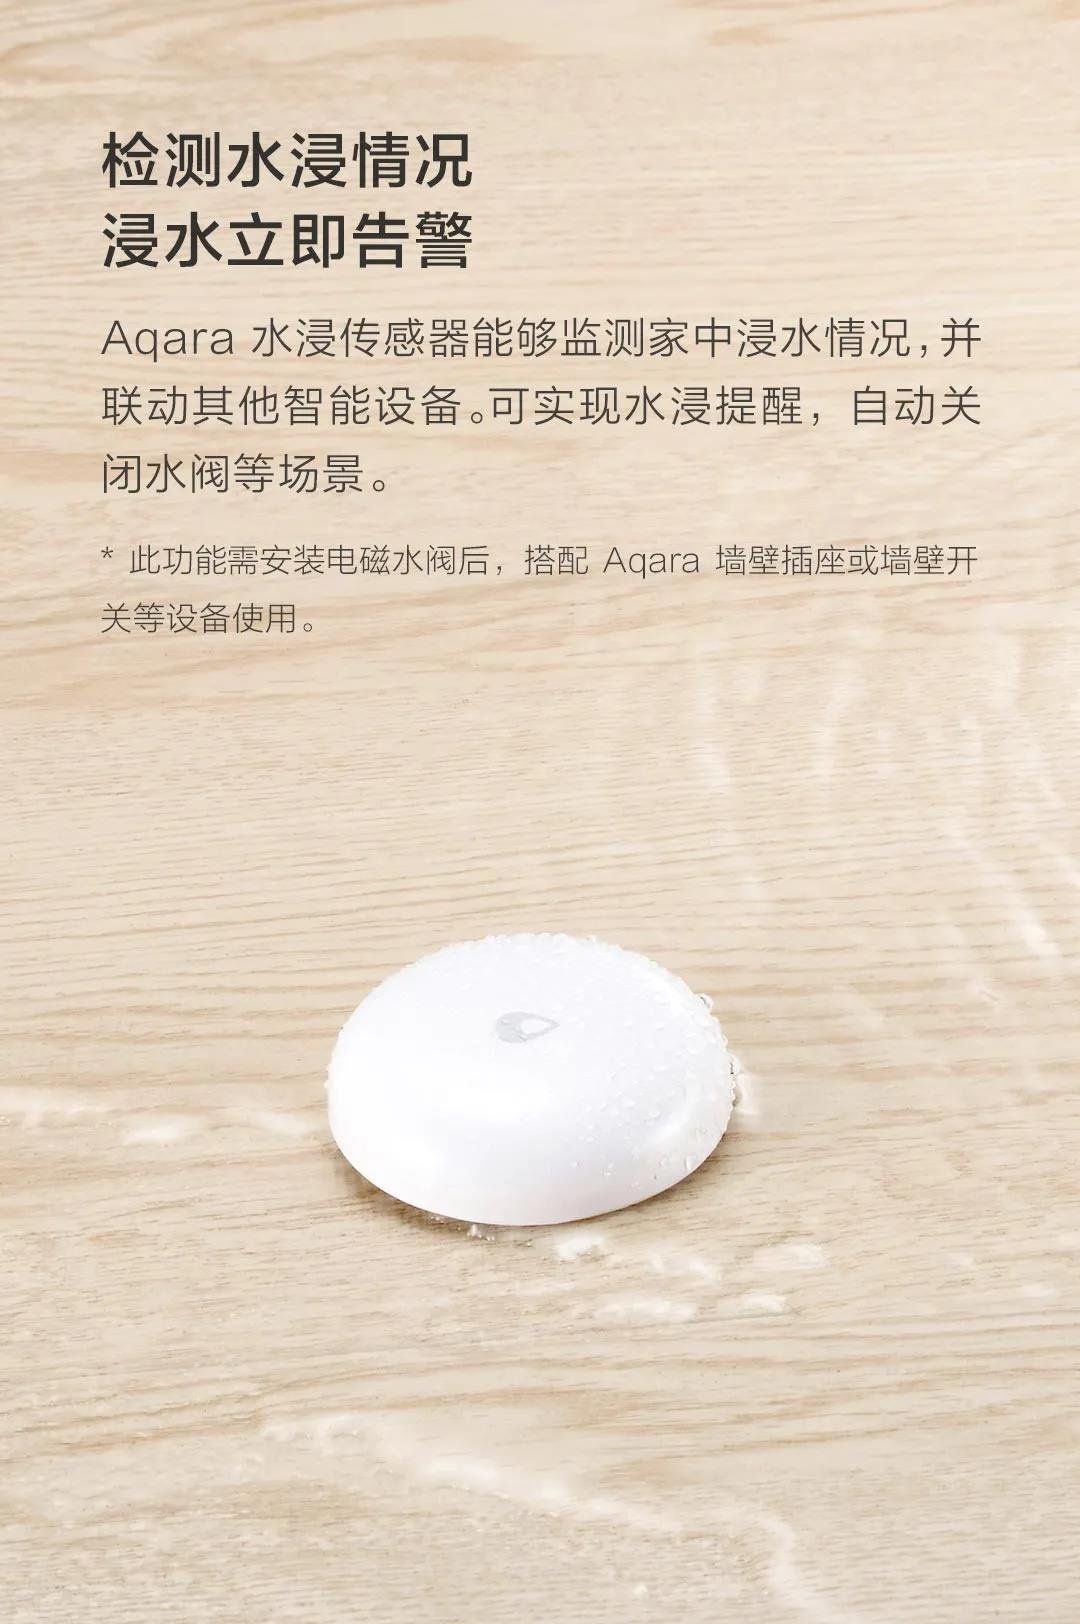 检测水浸情况
浸水立即告警
Aqara 水浸传感器能够监测家中浸水情况，并
联动其他智能设备。可实现水浸提醒，自动关
闭水阀等场景。
* 此功能需安装电磁水阀后，搭配 Aqara 墙壁插座或墙壁开
关等设备使用。